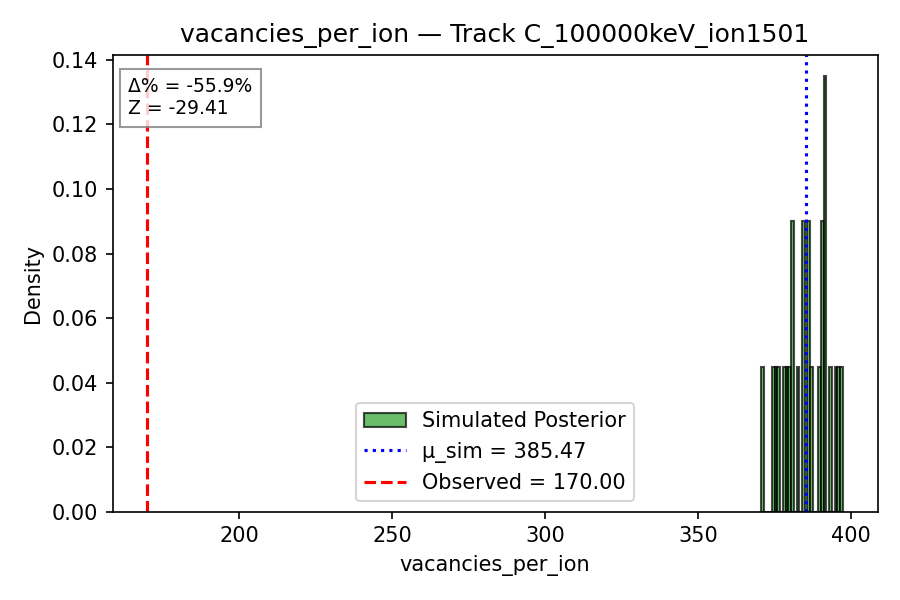 vacancies_per_ion — Track C_100000keV_ion1501
Δ% = -55.9%
Z = -29.41
0.14
0.12
0.10
0.08
0.06
0.04
0.02
0.00
Density
Simulated Posterior
μ_sim = 385.47
Observed = 170.00
200 250 300 350 400
vacancies_per_ion